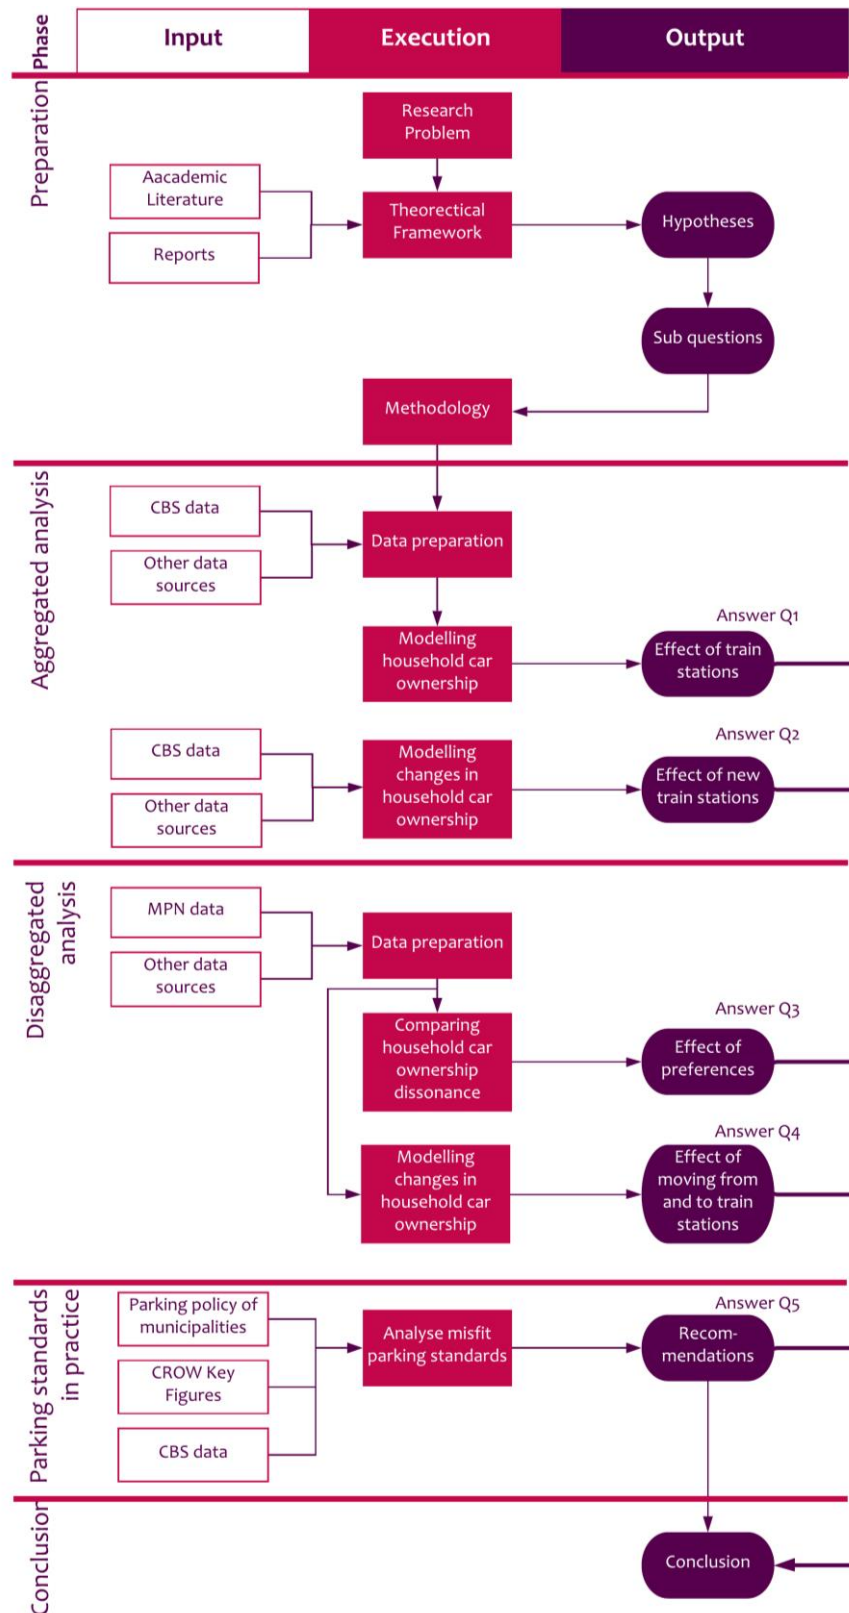 Phase
Input
Execution
Output
Preparation
Research
Problem
Aacademic
Literature
Reports
Theorectical
Framework
Hypotheses
Sub questions
Methodology
Aggregated analysis
CBS data
Other data
sources
Data preparation
Modelling
household car
ownership
Answer Q1
Effect of train
stations
CBS data
Other data
sources
Modelling
changes in
household car
ownership
Answer Q2
Effect of new
train stations
Disaggregated
analysis
MPN data
Other data
sources
Data preparation
Comparing
household car
ownership
dissonance
Answer Q3
Effect of
preferences
Modelling
changes in
household car
ownership
Answer Q4
Effect of
moving from
and to train
stations
Parking standards
in practice
Parking policy of
municipalities
CROW Key
Figures
CBS data
Analyse misfit
parking standards
Answer Q5
Recom-
mendations
Conclusion
Conclusion